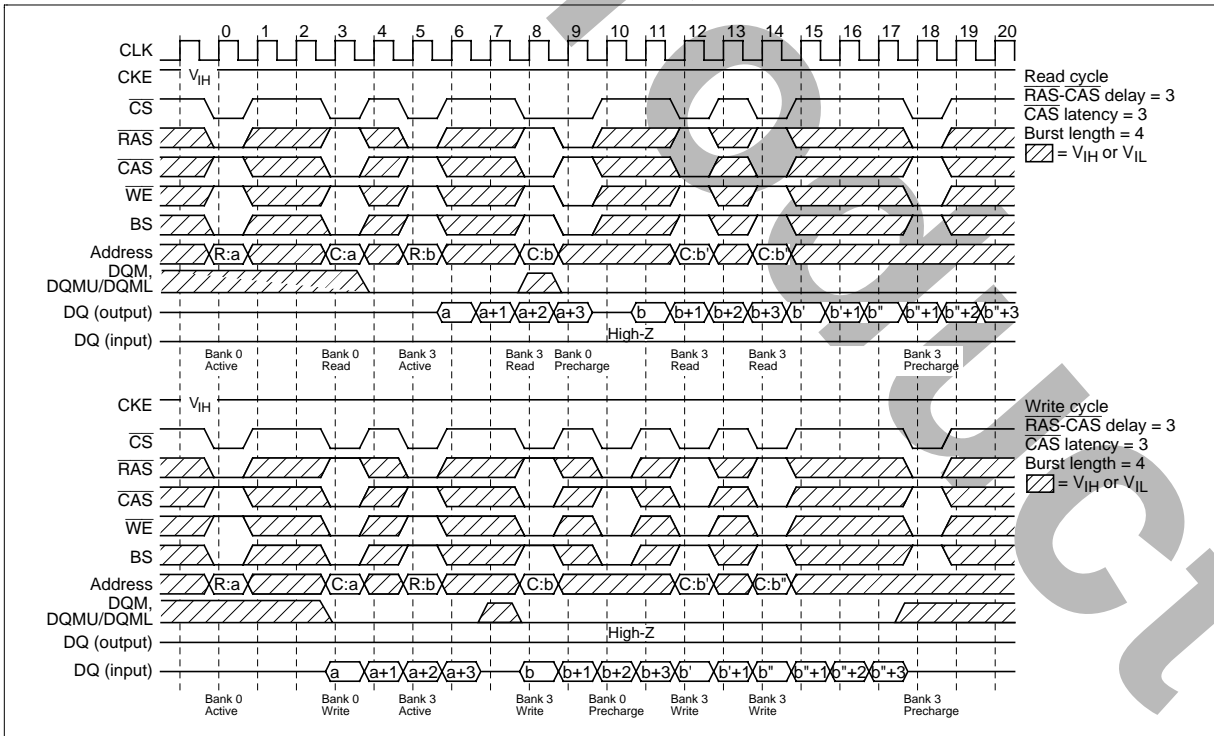 0 1 2 3 4 5 6 7 8 9 10 11 12 13 14 15 16 17 18 19 20
CLK
CKE VIH
CS
RAS
CAS
WE
BS
Address R:a C:a R:b C:b C:b' C:b"
DQM,
DQMU/DQML
DQ (output) a a+1 a+2 a+3 b b+1 b+2 b+3 b' b'+1 b" b"+1 b"+2 b"+3
High-Z
DQ (input)
Bank 0 Active
Bank 0 Read
Bank 3 Active
Bank 3 Read
Bank 0 Precharge
Bank 3 Read
Bank 3 Read
Bank 3 Precharge
Read cycle
RAS-CAS delay = 3
CAS latency = 3
Burst length = 4
= VIH or VIL
CKE VIH
CS
RAS
CAS
WE
BS
Address R:a C:a R:b C:b C:b' C:b"
DQM,
DQMU/DQML
High-Z
DQ (output)
DQ (input) a a+1 a+2 a+3 b b+1 b+2 b+3 b' b'+1 b" b"+1 b"+2 b"+3
Bank 0 Active
Bank 0 Write
Bank 3 Active
Bank 3 Write
Bank 0 Precharge
Bank 3 Write
Bank 3 Write
Bank 3 Precharge
Write cycle
RAS-CAS delay = 3
CAS latency = 3
Burst length = 4
= VIH or VIL